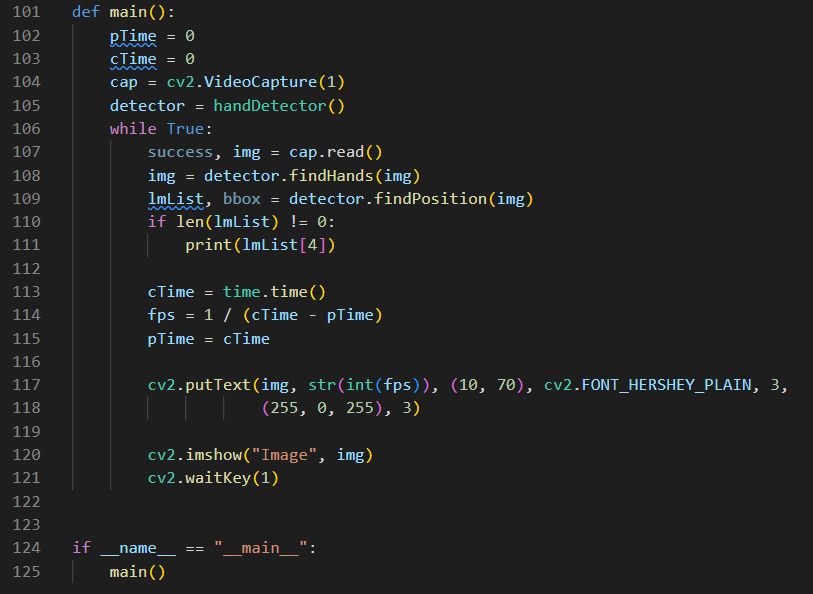 101 def main():
102     pTime = 0
103     cTime = 0
104     cap = cv2.VideoCapture(1)
105     detector = handDetector()
106     while True:
107         success, img = cap.read()
108         img = detector.findHands(img)
109         lmList, bbox = detector.findPosition(img)
110         if len(lmList) != 0:
111             print(lmList[4])
112
113         cTime = time.time()
114         fps = 1 / (cTime - pTime)
115         pTime = cTime
116
117         cv2.putText(img, str(int(fps)), (10, 70), cv2.FONT_HERSHEY_PLAIN, 3,
118                     (255, 0, 255), 3)
119
120         cv2.imshow("Image", img)
121         cv2.waitKey(1)
122
123
124 if __name__ == "__main__":
125     main()